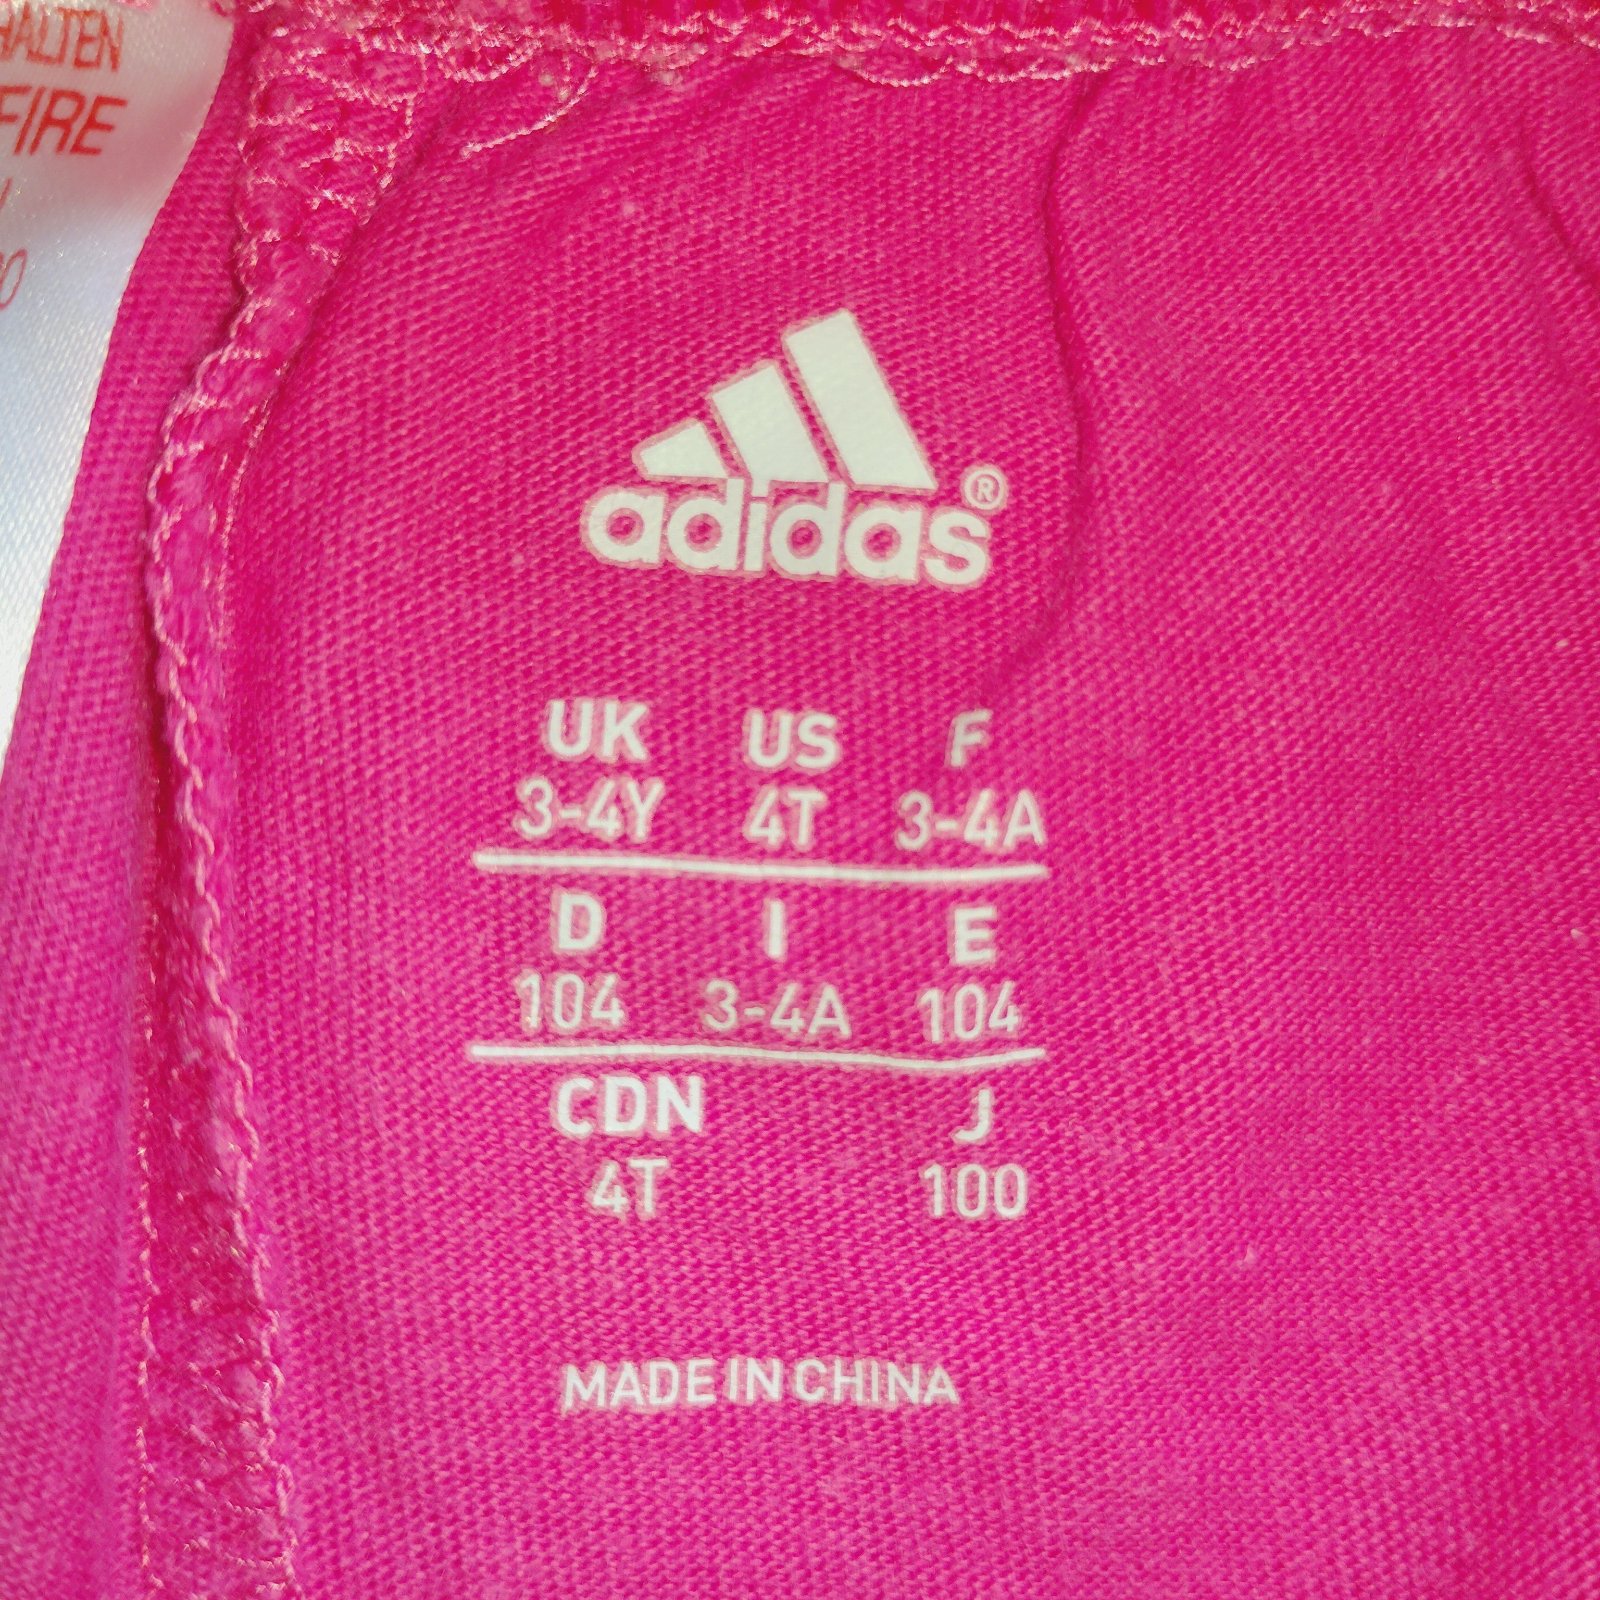 HALTEN
FIRE
adidas®
UK US F
3-4Y 4T 3-4A
D I E
104 3-4A 104
CDN J
4T 100
MADE IN CHINA